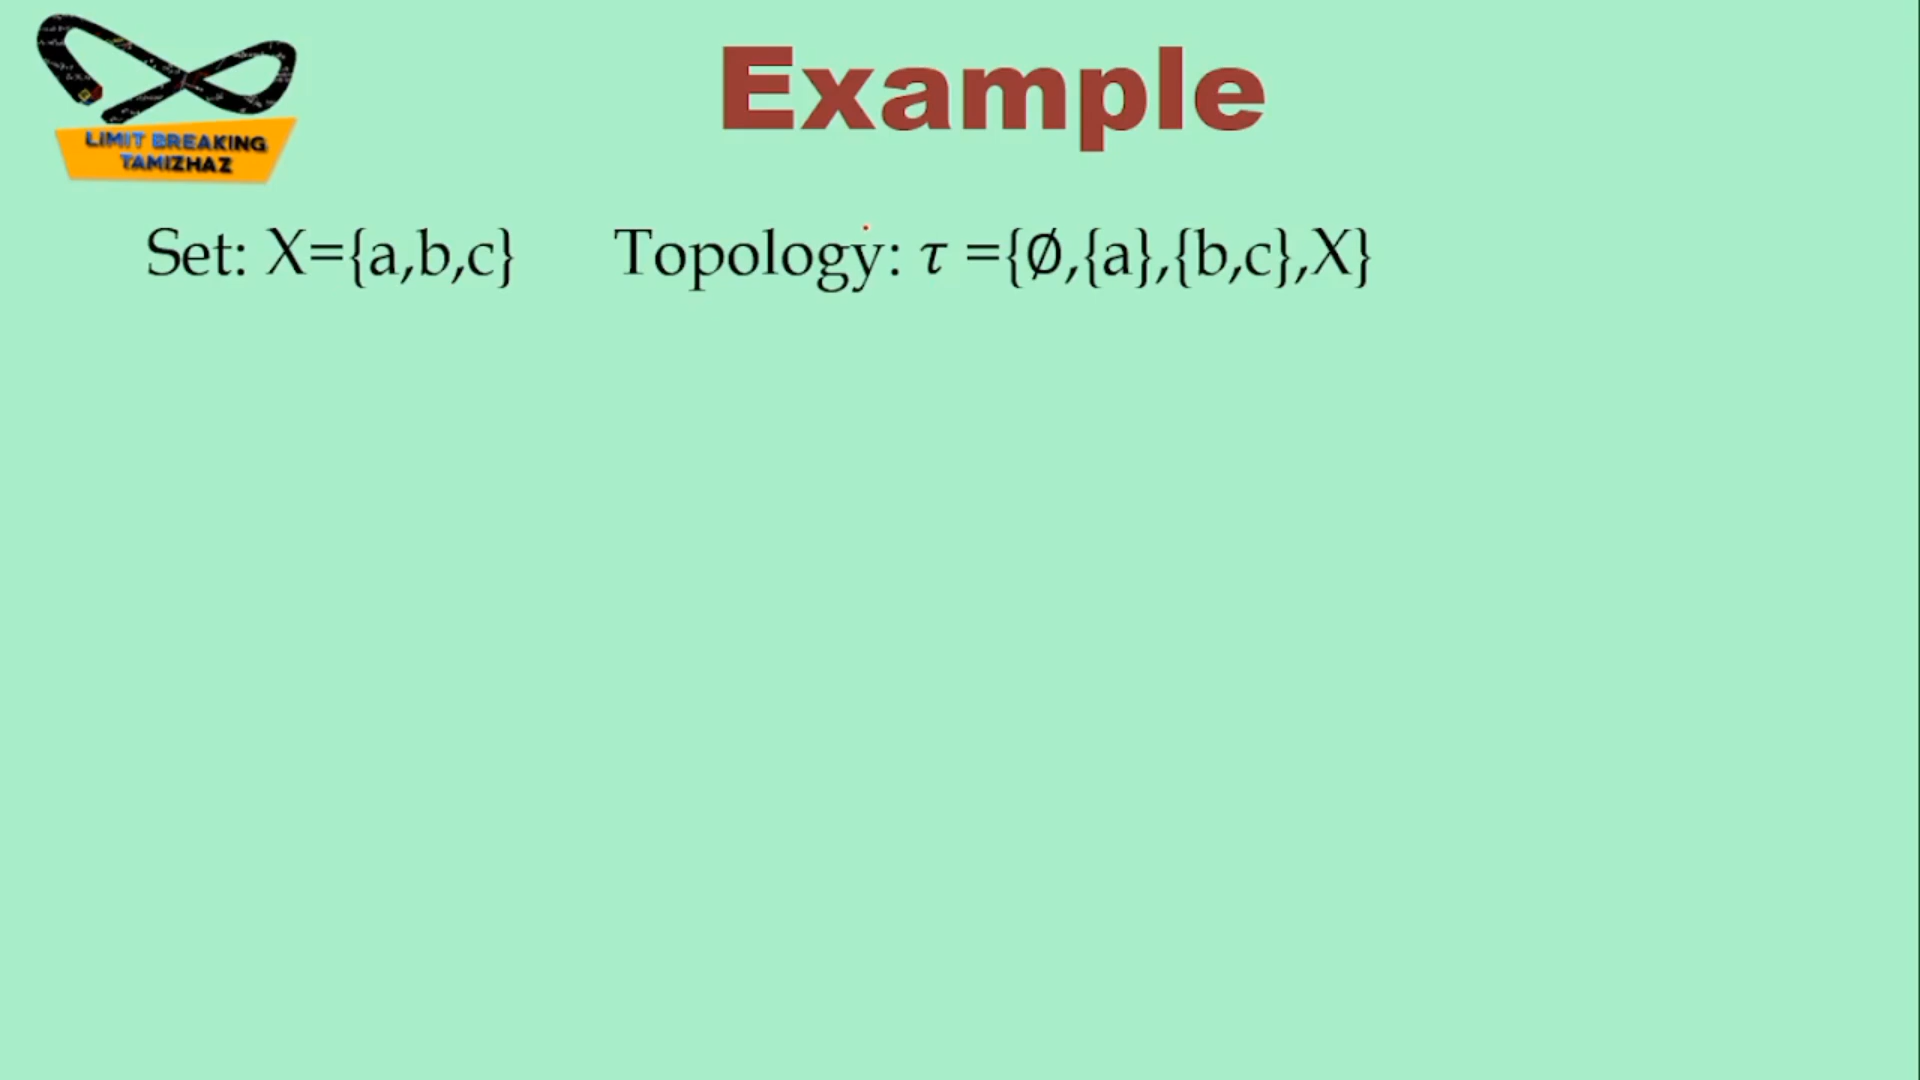 LIMIT BREAKING
TAMIZHAZ
Example
Set: X={a,b,c} Topology: τ ={∅,{a},{b,c},X}